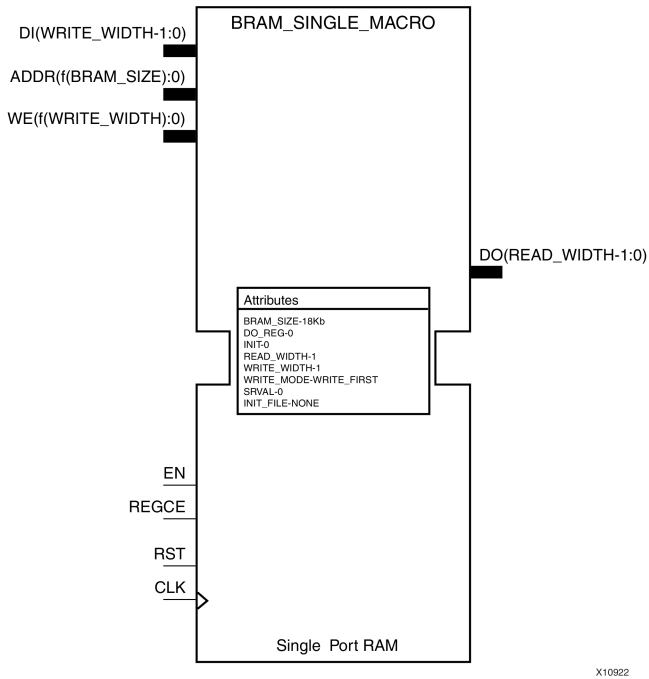 BRAM_SINGLE_MACRO
DI(WRITE_WIDTH-1:0)
ADDR(f(BRAM_SIZE):0)
WE(f(WRITE_WIDTH):0)
DO(READ_WIDTH-1:0)
Attributes
BRAM_SIZE-18Kb
DO_REG-0
INIT-0
READ_WIDTH-1
WRITE_WIDTH-1
WRITE_MODE-WRITE_FIRST
SRVAL-0
INIT_FILE-NONE
EN
REGCE
RST
CLK
Single Port RAM
X10922